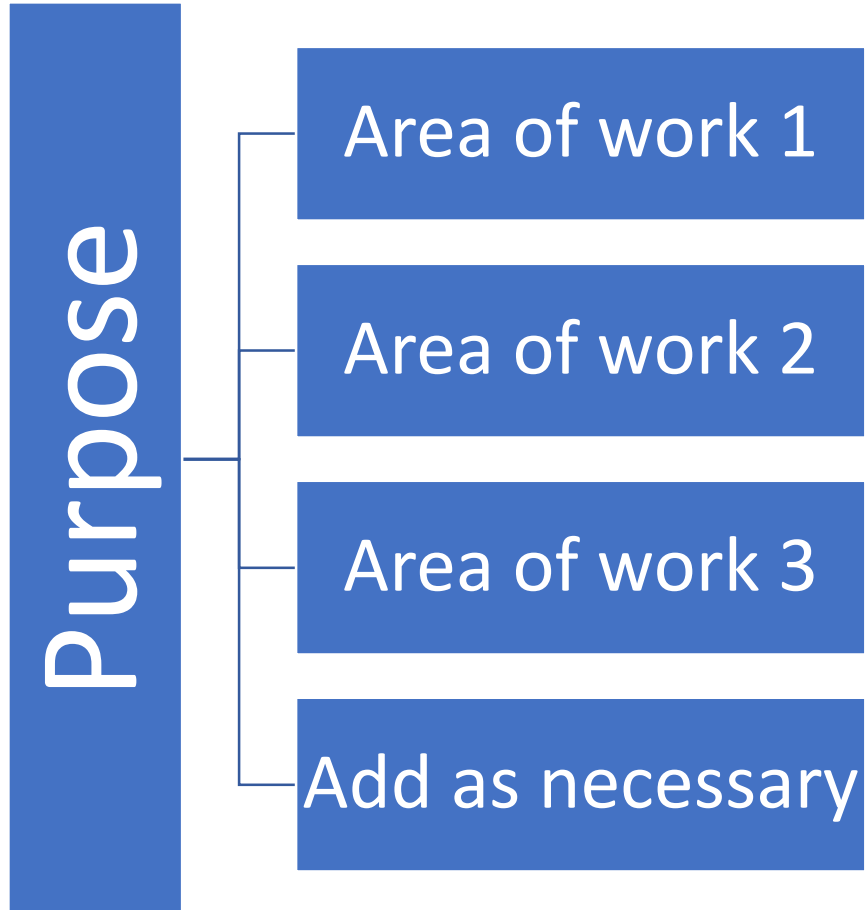 Purpose
Area of work 1
Area of work 2
Area of work 3
Add as necessary